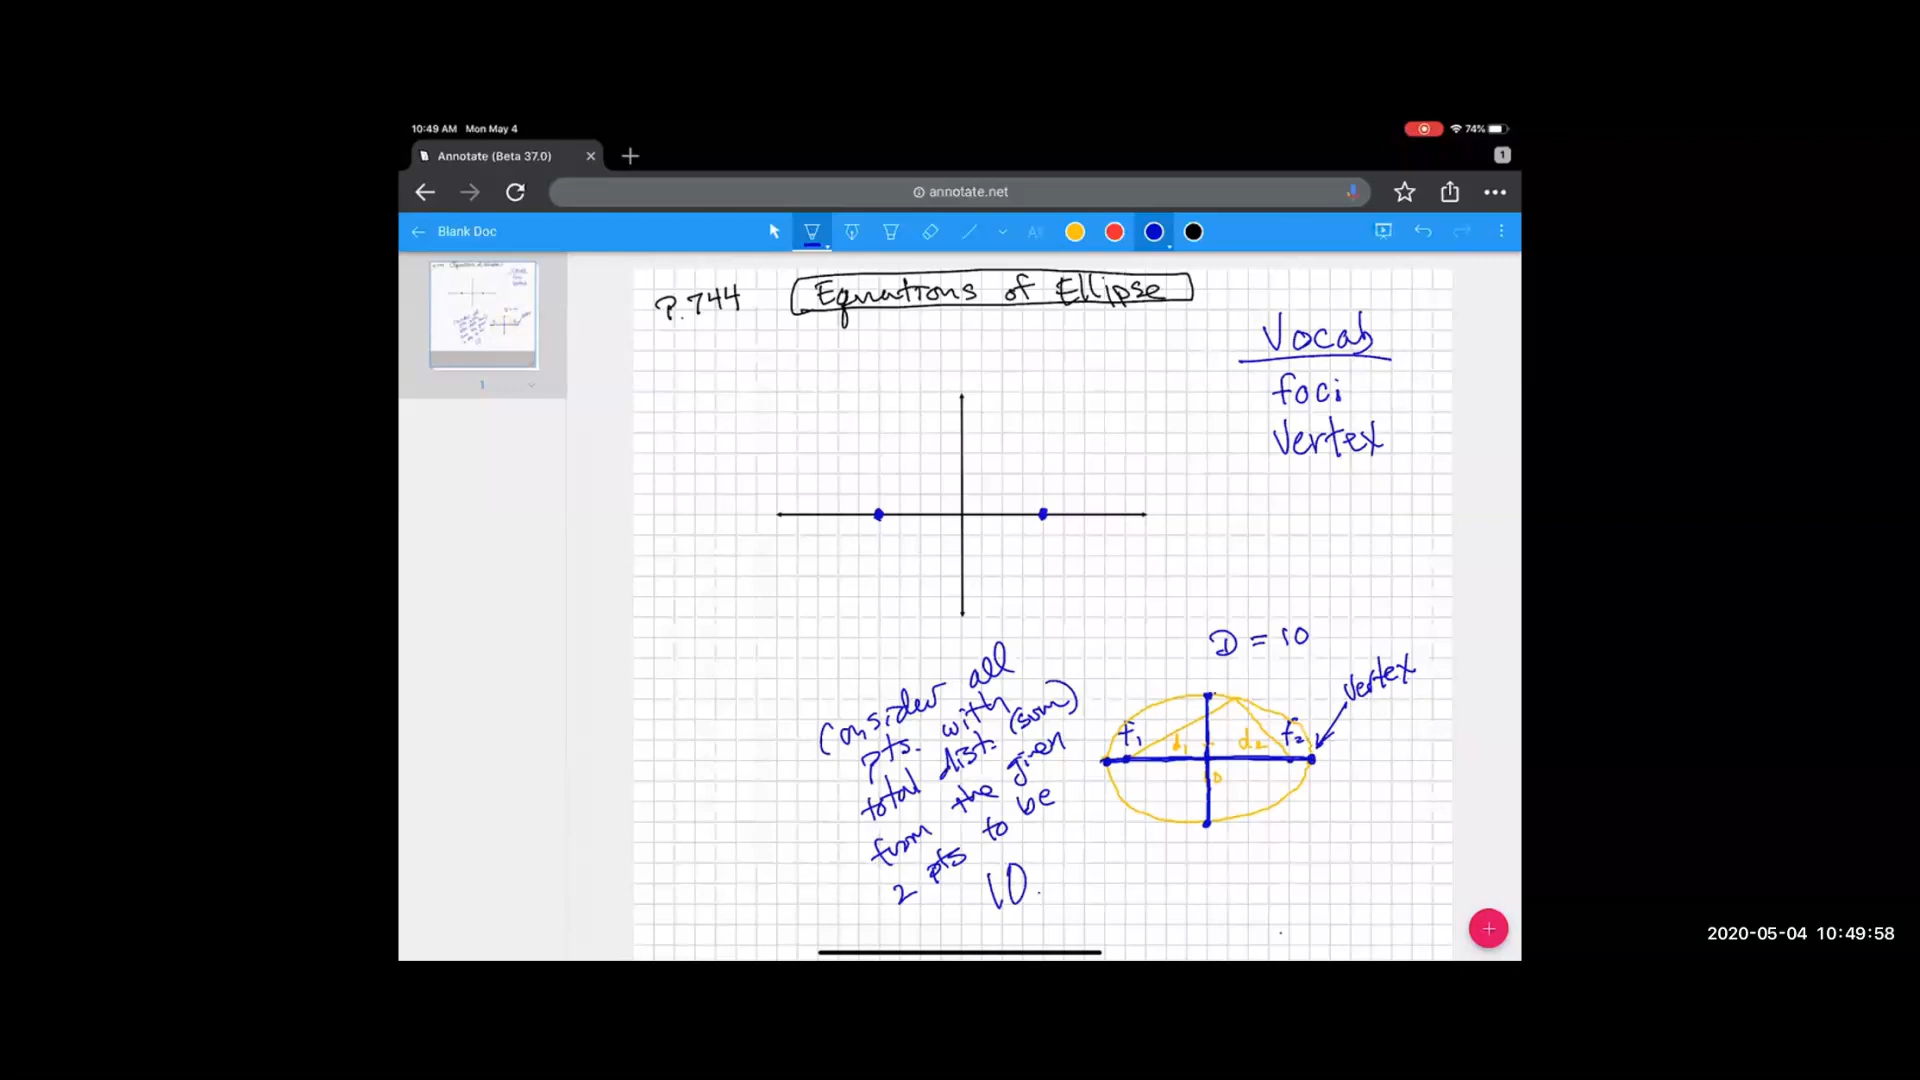 10:49 AM Mon May 4
74%
Annotate (Beta 37.0)
1
annotate.net
Blank Doc
P.744 Equations of Ellipse
Vocab
foci
Vertex
D = 10
Vertex
f1 d1 d2 f2
Consider all
pts. with
total dist. (sum)
from the given
2 pts to be
10.
1
2020-05-04 10:49:58